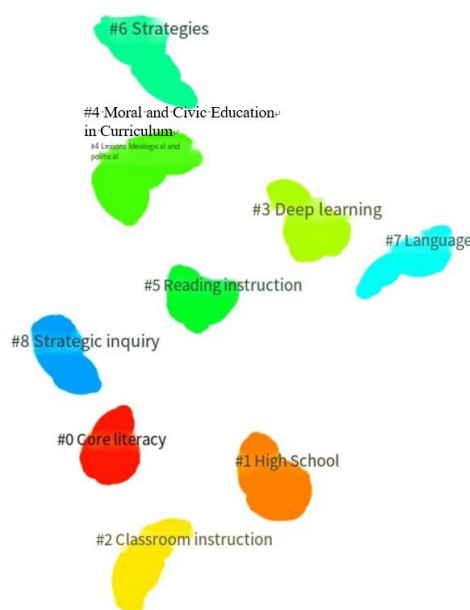 #6 Strategies
#4 Moral and Civic Education
in Curriculum
#4 Lessons Ideological and
political
#3 Deep learning
#7 Language
#5 Reading instruction
#8 Strategic inquiry
#0 Core literacy
#1 High School
#2 Classroom instruction